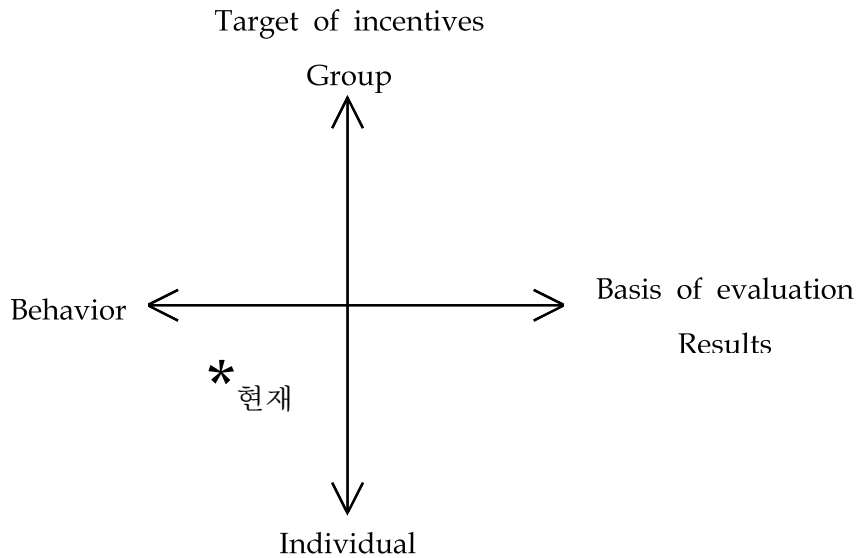 Target of incentives
Group
Basis of evaluation
Behavior
Results
*현재
Individual